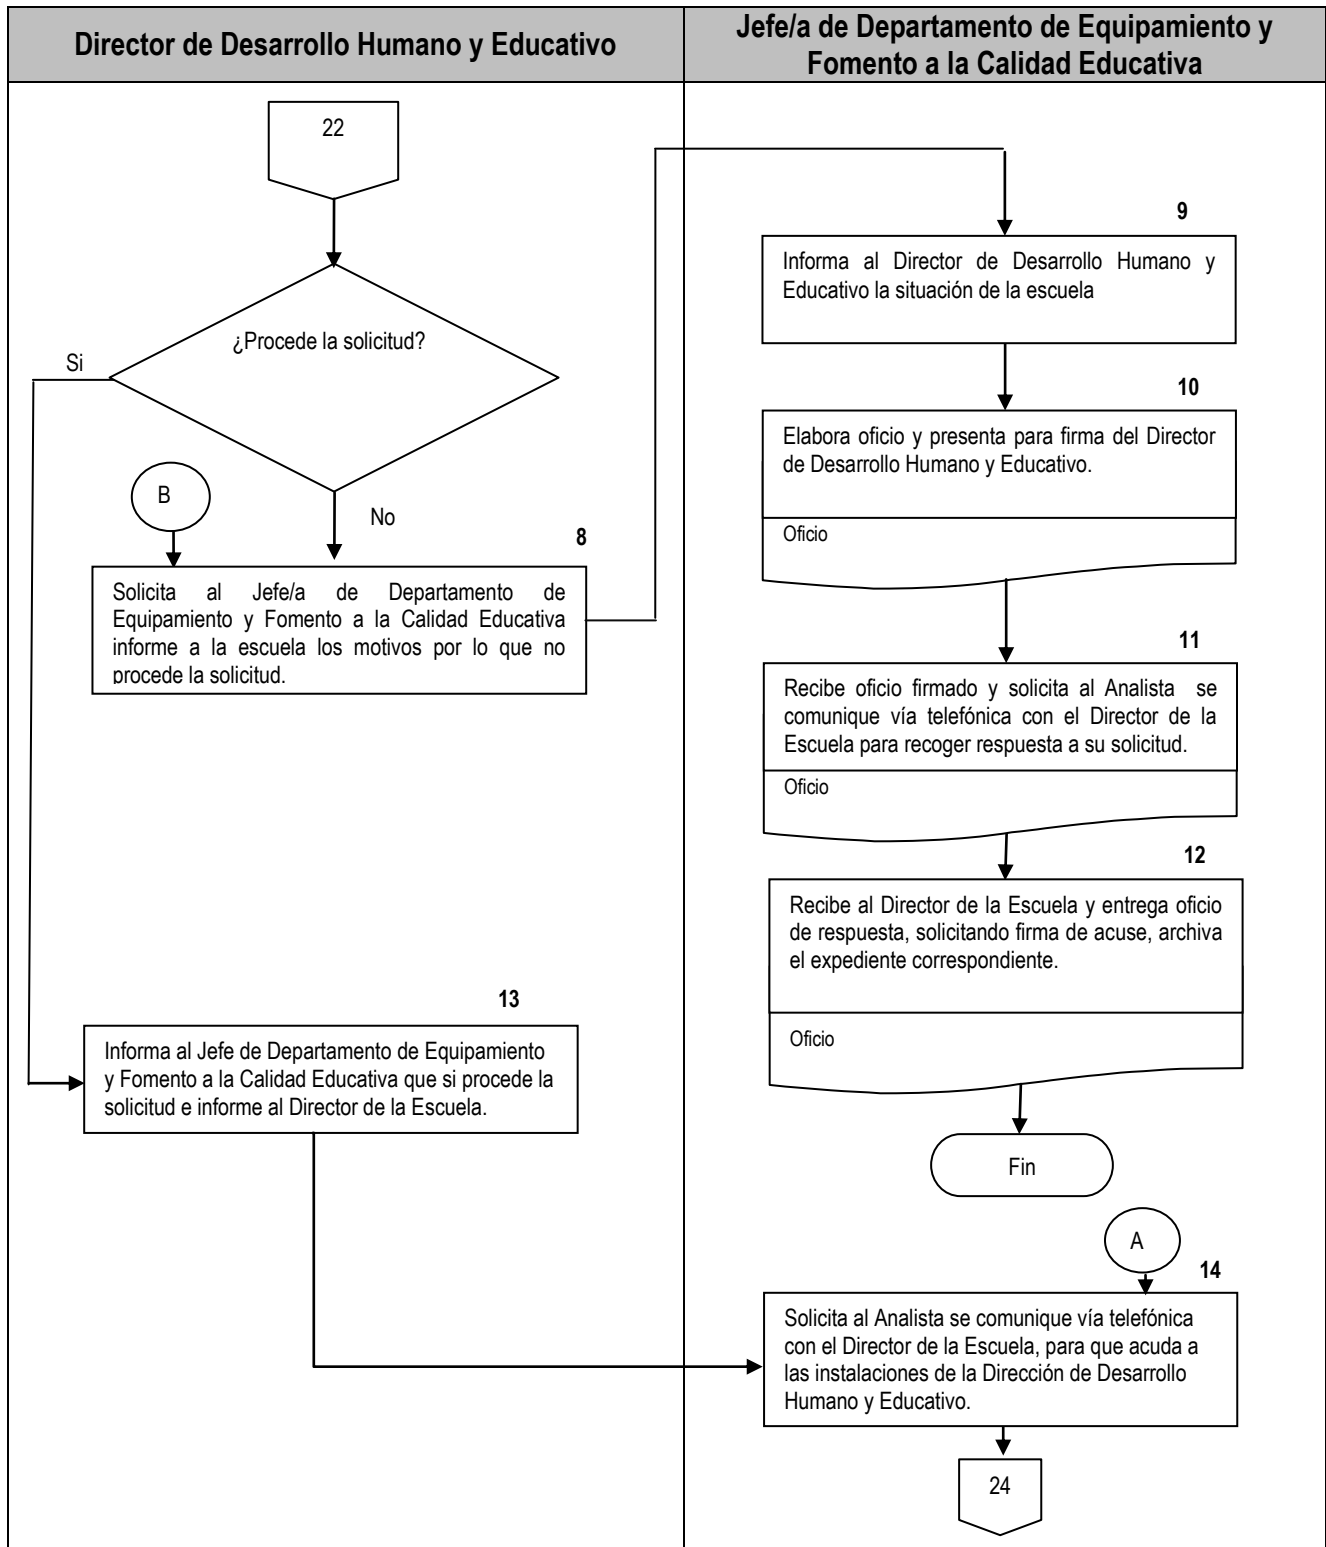 Director de Desarrollo Humano y Educativo
Jefe/a de Departamento de Equipamiento y
Fomento a la Calidad Educativa
22
¿Procede la solicitud?
Si
B
No
8
Solicita al Jefe/a de Departamento de
Equipamiento y Fomento a la Calidad Educativa
informe a la escuela los motivos por lo que no
procede la solicitud.
13
Informa al Jefe de Departamento de Equipamiento
y Fomento a la Calidad Educativa que si procede la
solicitud e informe al Director de la Escuela.
9
Informa al Director de Desarrollo Humano y
Educativo la situación de la escuela
10
Elabora oficio y presenta para firma del Director
de Desarrollo Humano y Educativo.
Oficio
11
Recibe oficio firmado y solicita al Analista se
comunique vía telefónica con el Director de la
Escuela para recoger respuesta a su solicitud.
Oficio
12
Recibe al Director de la Escuela y entrega oficio
de respuesta, solicitando firma de acuse, archiva
el expediente correspondiente.
Oficio
Fin
A
14
Solicita al Analista se comunique vía telefónica
con el Director de la Escuela, para que acuda a
las instalaciones de la Dirección de Desarrollo
Humano y Educativo.
24